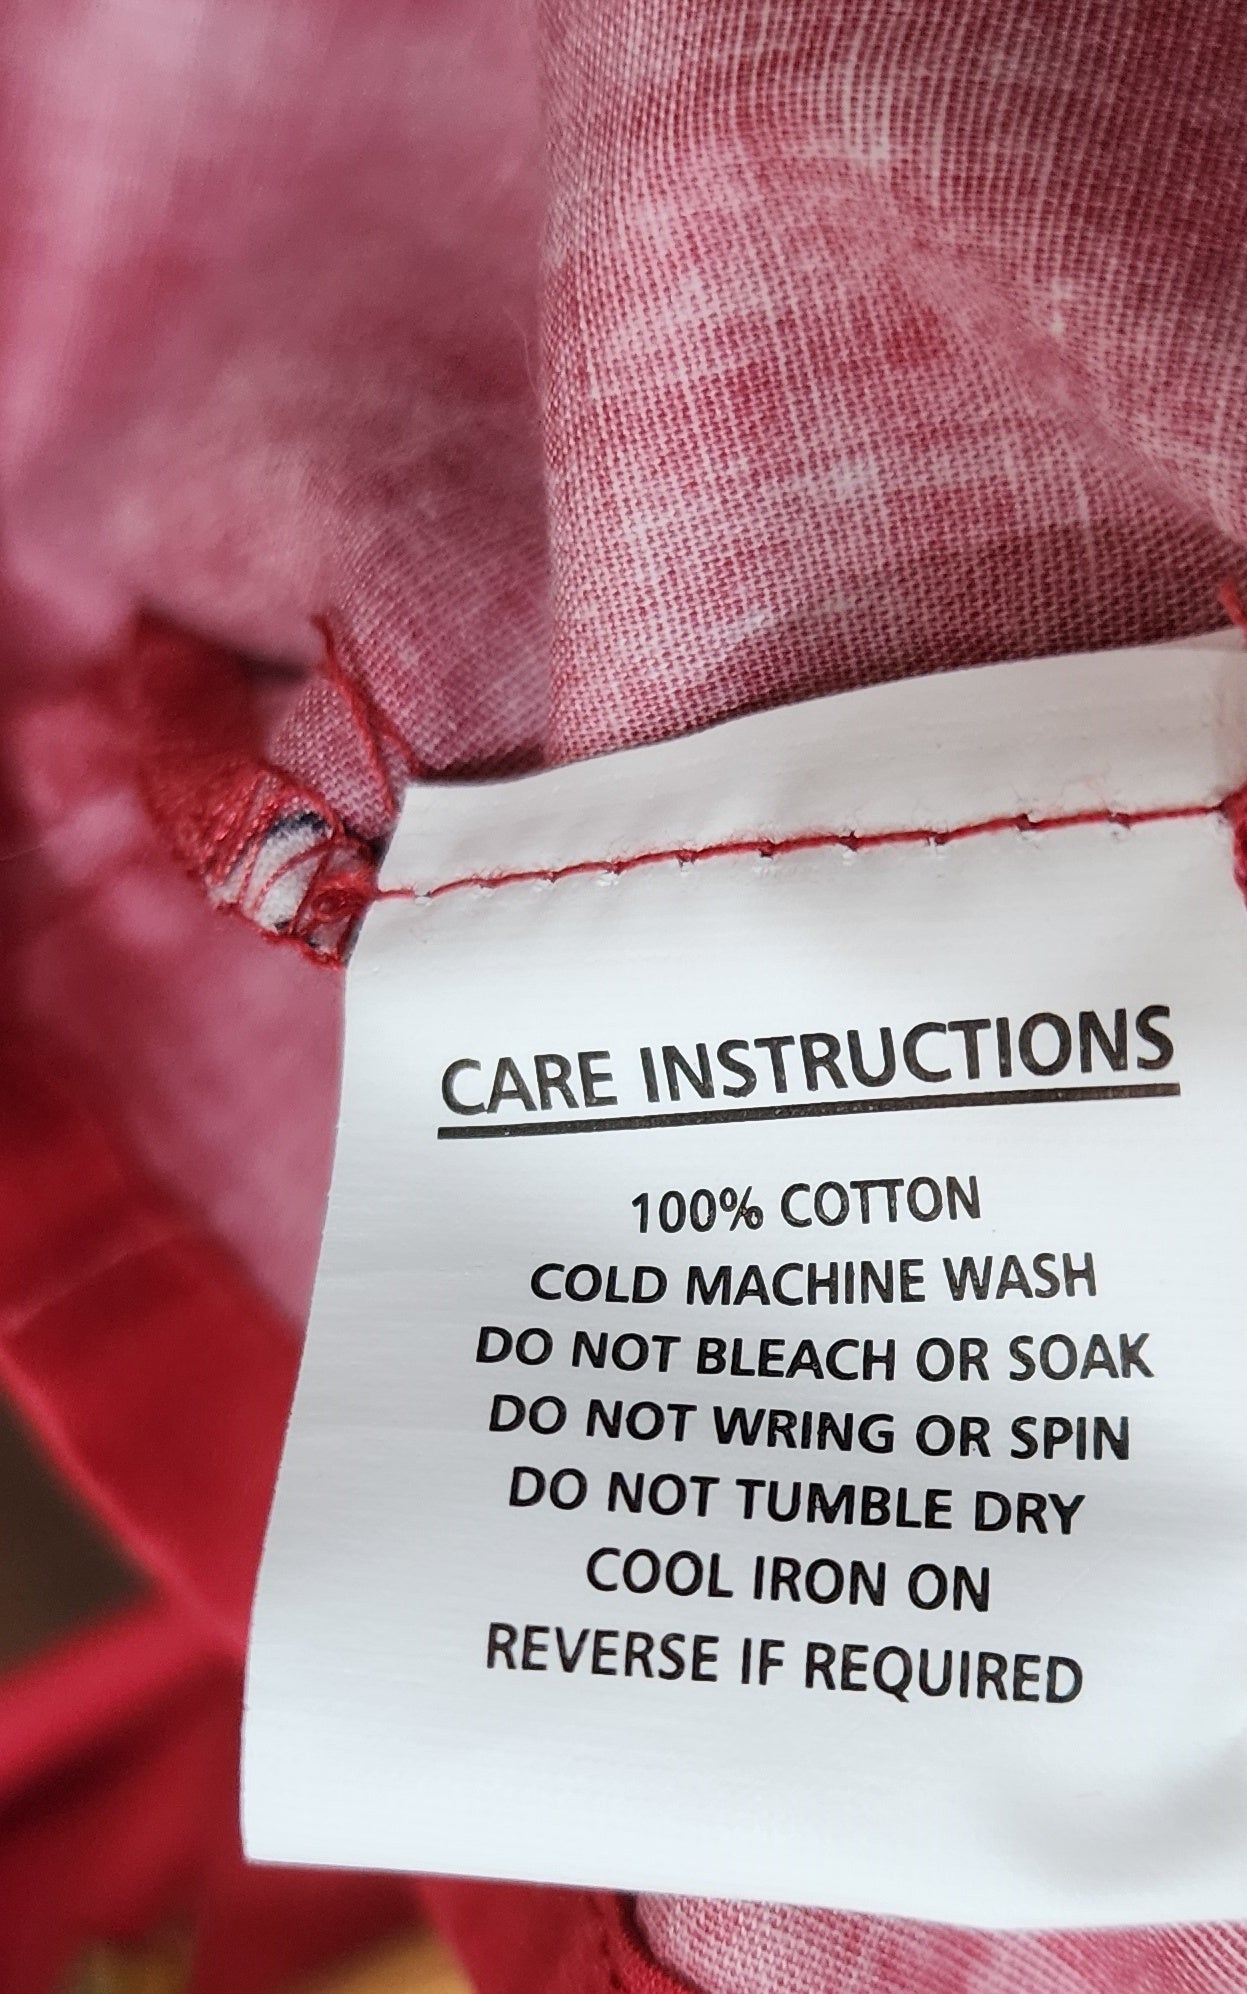 CARE INSTRUCTIONS
100% COTTON
COLD MACHINE WASH
DO NOT BLEACH OR SOAK
DO NOT WRING OR SPIN
DO NOT TUMBLE DRY
COOL IRON ON
REVERSE IF REQUIRED